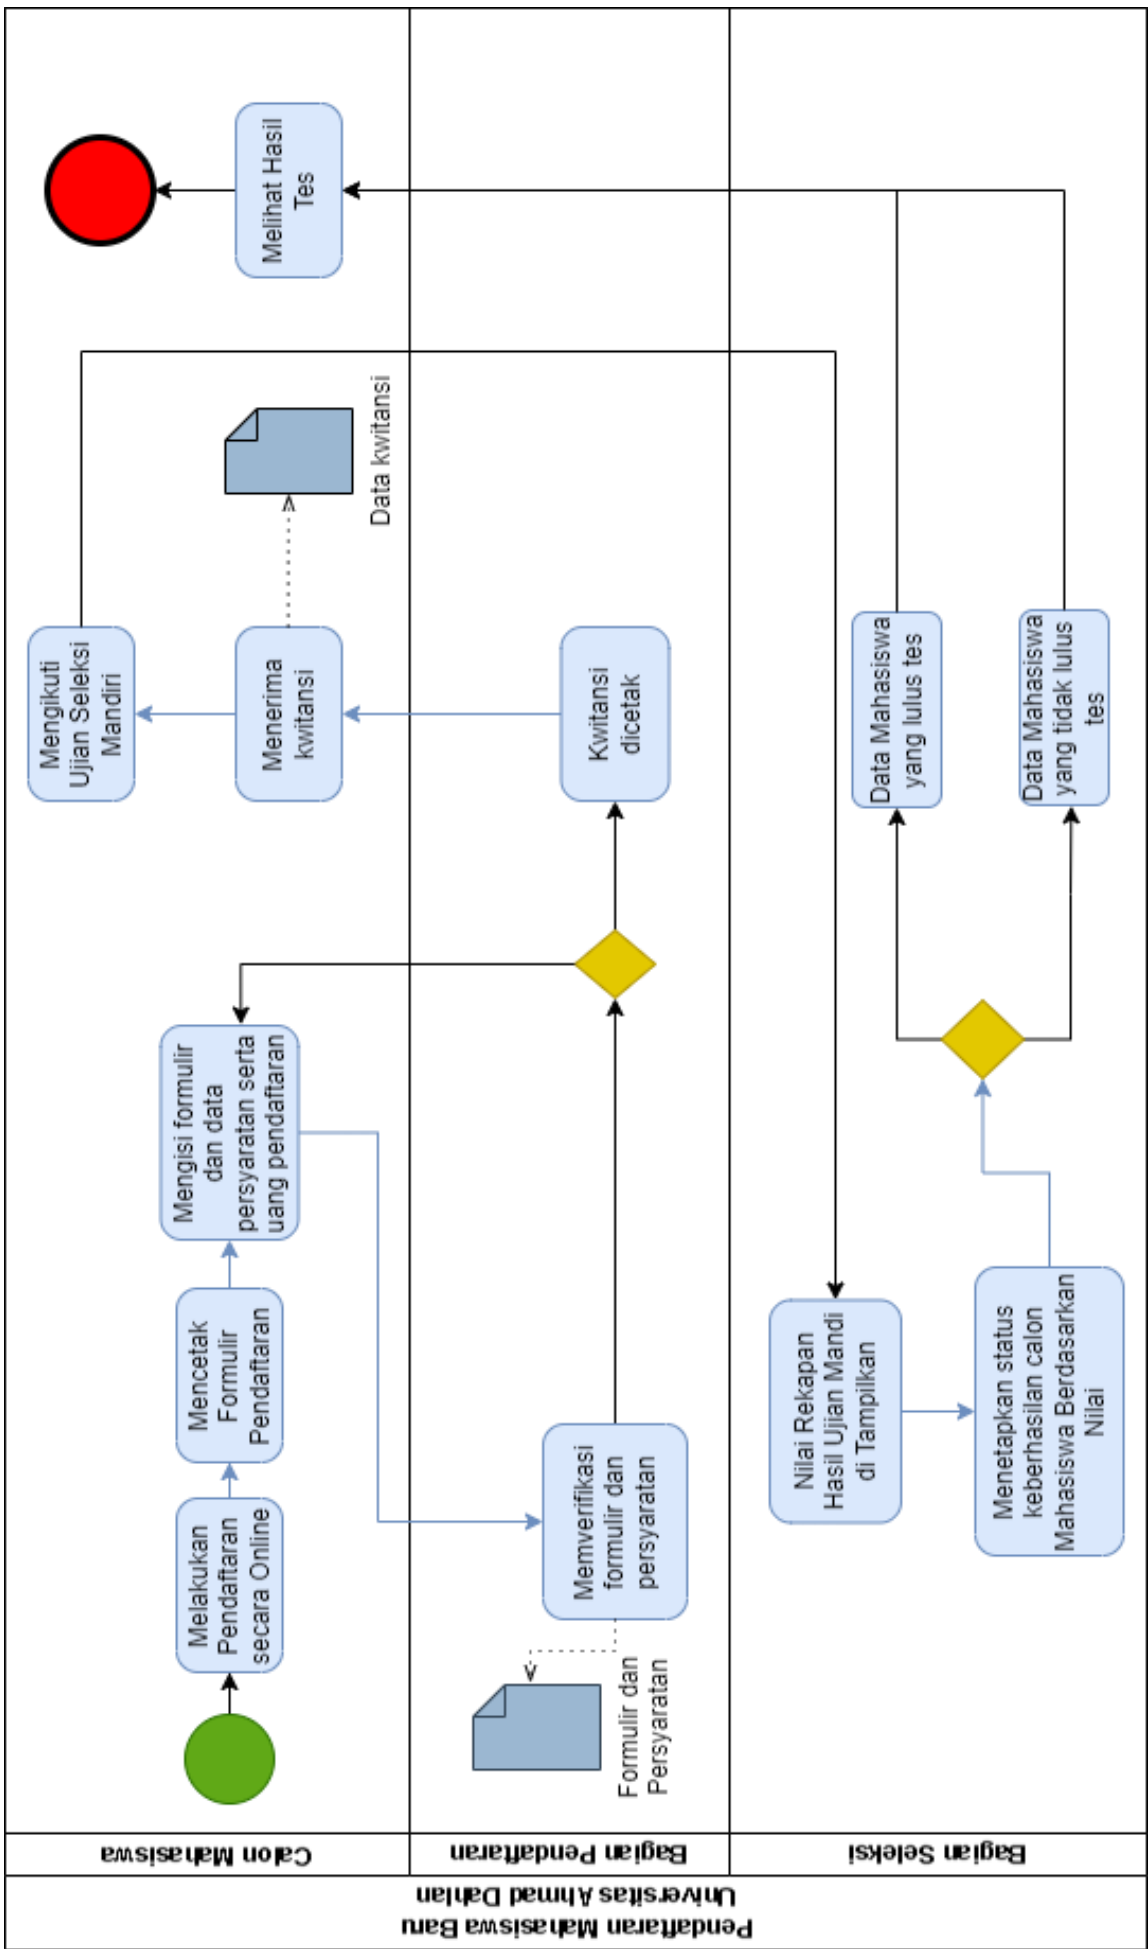 Pendaftaran Mahasiswa Baru
Universitas Ahmad Dahlan
Calon Mahasiswa
Melakukan
Pendaftaran
secara Online
Mencetak
Formulir
Pendaftaran
Mengisi formulir
dan data
persyaratan serta
uang pendaftaran
Mengikuti
Ujian Seleksi
Mandiri
Menerima
kwitansi
Data kwitansi
Melihat Hasil
Tes
Bagian Pendaftaran
Formulir dan
Persyaratan
Memverifikasi
formulir dan
persyaratan
Kwitansi
dicetak
Bagian Seleksi
Nilai Rekapan
Hasil Ujian Mandi
di Tampilkan
Menetapkan status
keberhasilan calon
Mahasiswa Berdasarkan
Nilai
Data Mahasiswa
yang lulus tes
Data Mahasiswa
yang tidak lulus
tes